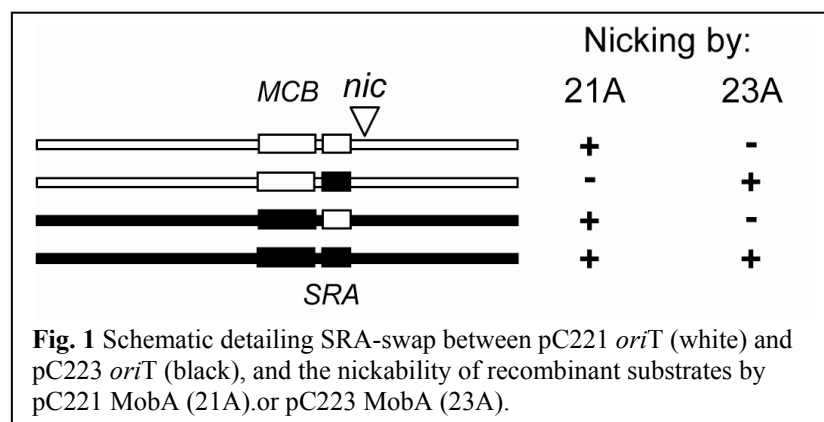 Nicking by:
MCB nic 21A 23A
+ -
- +
+ -
+ +
SRA
Fig. 1 Schematic detailing SRA-swap between pC221 oriT (white) and
pC223 oriT (black), and the nickability of recombinant substrates by
pC221 MobA (21A).or pC223 MobA (23A).